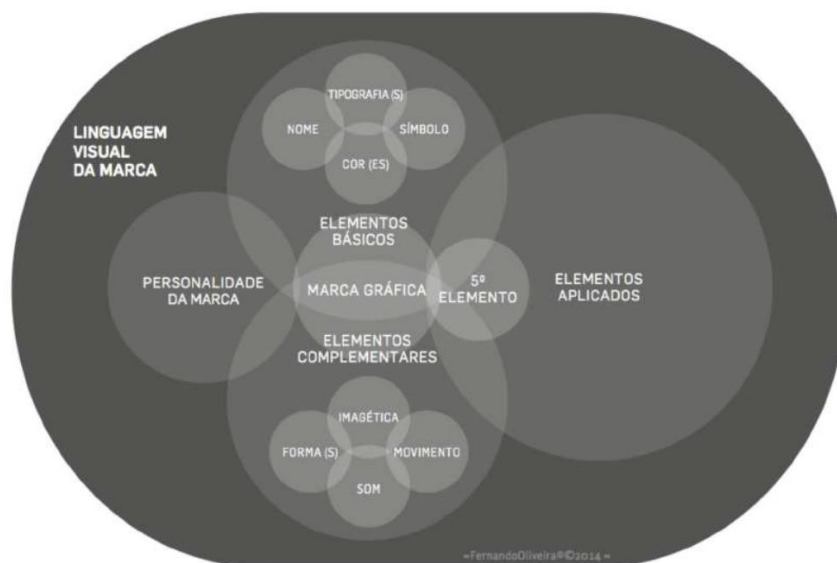 LINGUAGEM
VISUAL
DA MARCA
TIPOGRAFIA (S)
NOME
SÍMBOLO
COR (ES)
ELEMENTOS
BÁSICOS
PERSONALIDADE
DA MARCA
MARCA GRÁFICA
5º
ELEMENTO
ELEMENTOS
APLICADOS
ELEMENTOS
COMPLEMENTARES
IMAGÉTICA
FORMA (S)
MOVIMENTO
SOM
=FernandoOliveira®©2014=